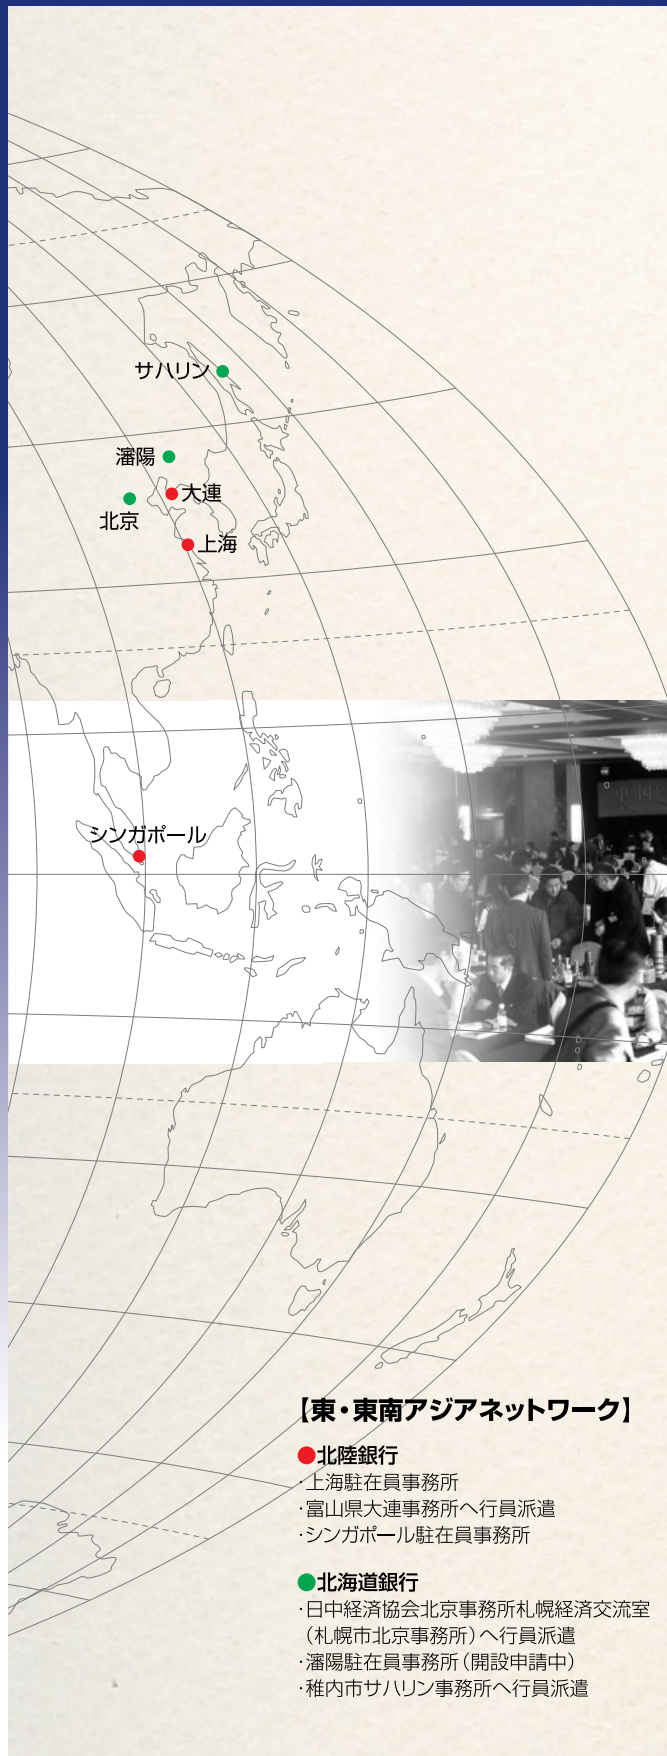 サハリン
瀋陽
大連
北京
上海
シンガポール
【東・東南アジアネットワーク】
●北陸銀行
・上海駐在員事務所
・富山県大連事務所へ行員派遣
・シンガポール駐在員事務所
●北海道銀行
・日中経済協会北京事務所札幌経済交流室
（札幌市北京事務所）へ行員派遣
・瀋陽駐在員事務所（開設申請中）
・稚内市サハリン事務所へ行員派遣